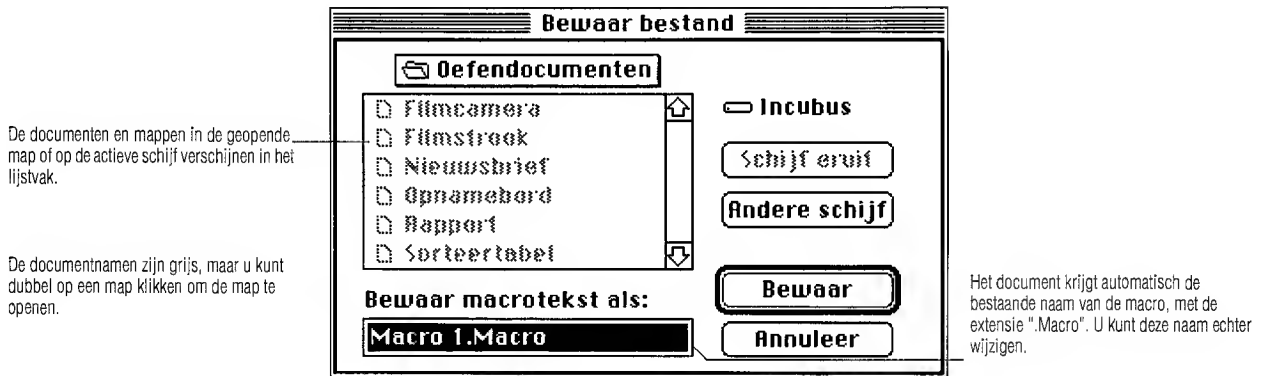 Bewaar bestand
Oefendocumenten
Filmcamera
Filmstrook
Nieuwsbrief
Opnamebord
Rapport
Sorteertabel
Incubus
Schijf eruit
Andere schijf
Bewaar macrotekst als:
Macro 1.Macro
Bewaar
Annuleer
De documenten en mappen in de geopende
map of op de actieve schijf verschijnen in het
lijstvak.
De documentnamen zijn grijs, maar u kunt
dubbel op een map klikken om de map te
openen.
Het document krijgt automatisch de
bestaande naam van de macro, met de
extensie ".Macro". U kunt deze naam echter
wijzigen.